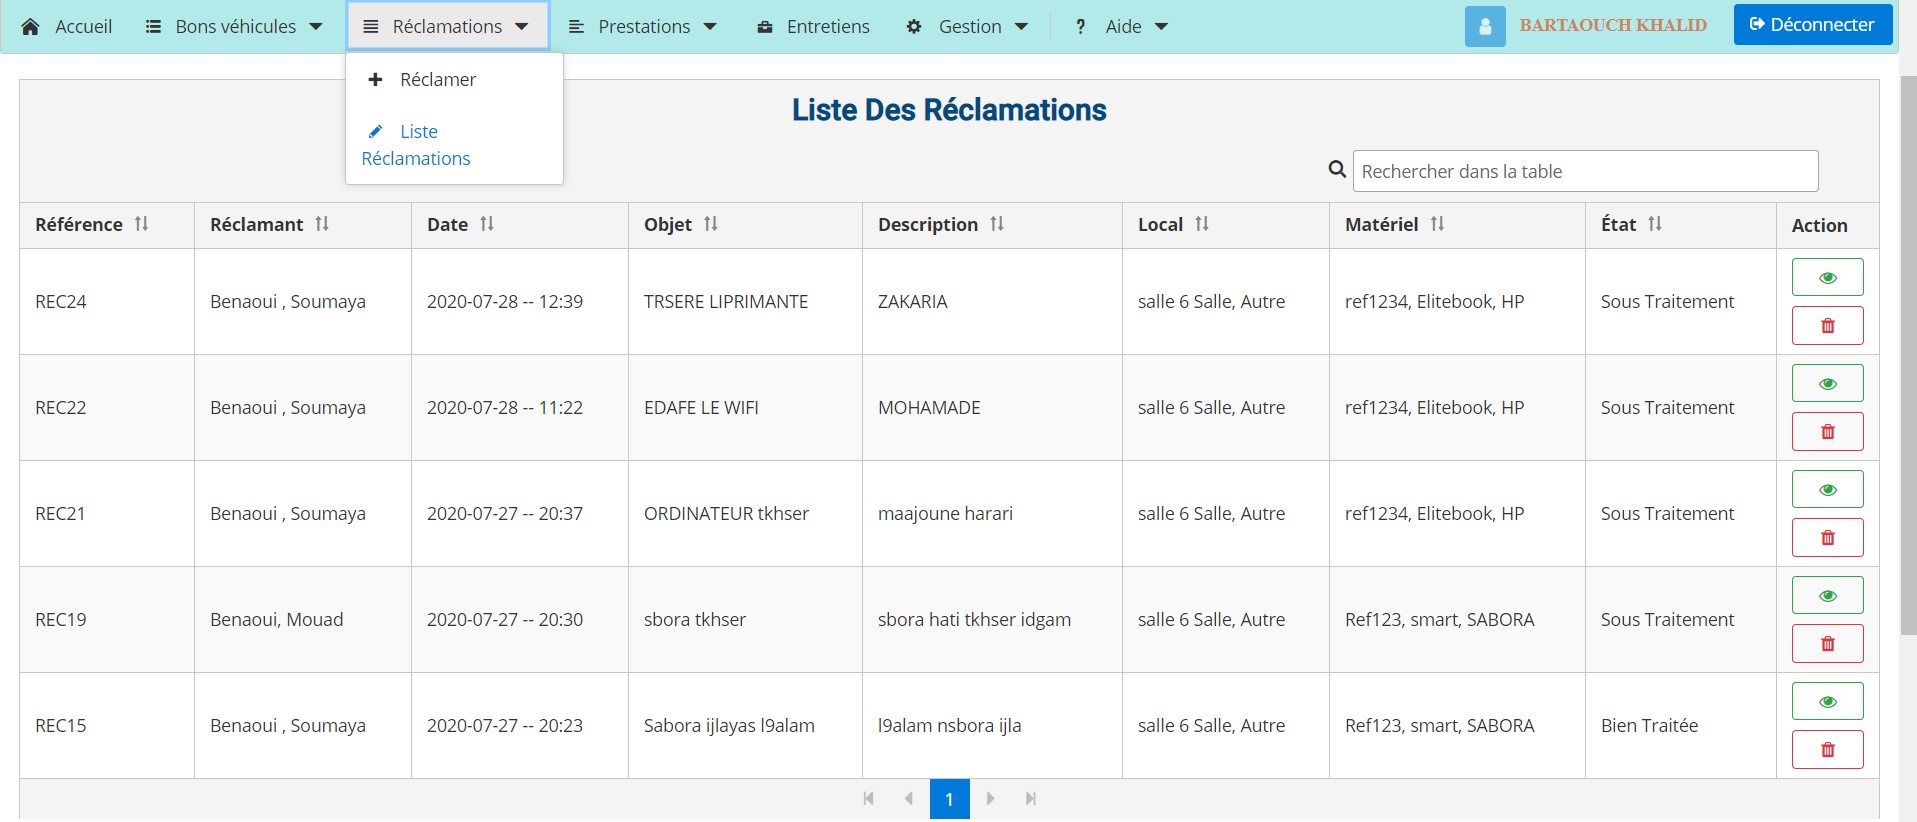 Accueil Bons véhicules Réclamations Prestations Entretiens Gestion ? Aide BARTAOUCH KHALID Déconnecter
Réclamer
Liste
Réclamations
Liste Des Réclamations
Rechercher dans la table
Référence Réclamant Date Objet Description Local Matériel État Action
REC24 Benaoui , Soumaya 2020-07-28 -- 12:39 TRSERE LIPRIMANTE ZAKARIA salle 6 Salle, Autre ref1234, Elitebook, HP Sous Traitement
REC22 Benaoui , Soumaya 2020-07-28 -- 11:22 EDAFE LE WIFI MOHAMADE salle 6 Salle, Autre ref1234, Elitebook, HP Sous Traitement
REC21 Benaoui , Soumaya 2020-07-27 -- 20:37 ORDINATEUR tkhser maajoune harari salle 6 Salle, Autre ref1234, Elitebook, HP Sous Traitement
REC19 Benaoui, Mouad 2020-07-27 -- 20:30 sbora tkhser sbora hati tkhser idgam salle 6 Salle, Autre Ref123, smart, SABORA Sous Traitement
REC15 Benaoui , Soumaya 2020-07-27 -- 20:23 Sabora ijlayas l9alam l9alam nsbora ijla salle 6 Salle, Autre Ref123, smart, SABORA Bien Traitée
1